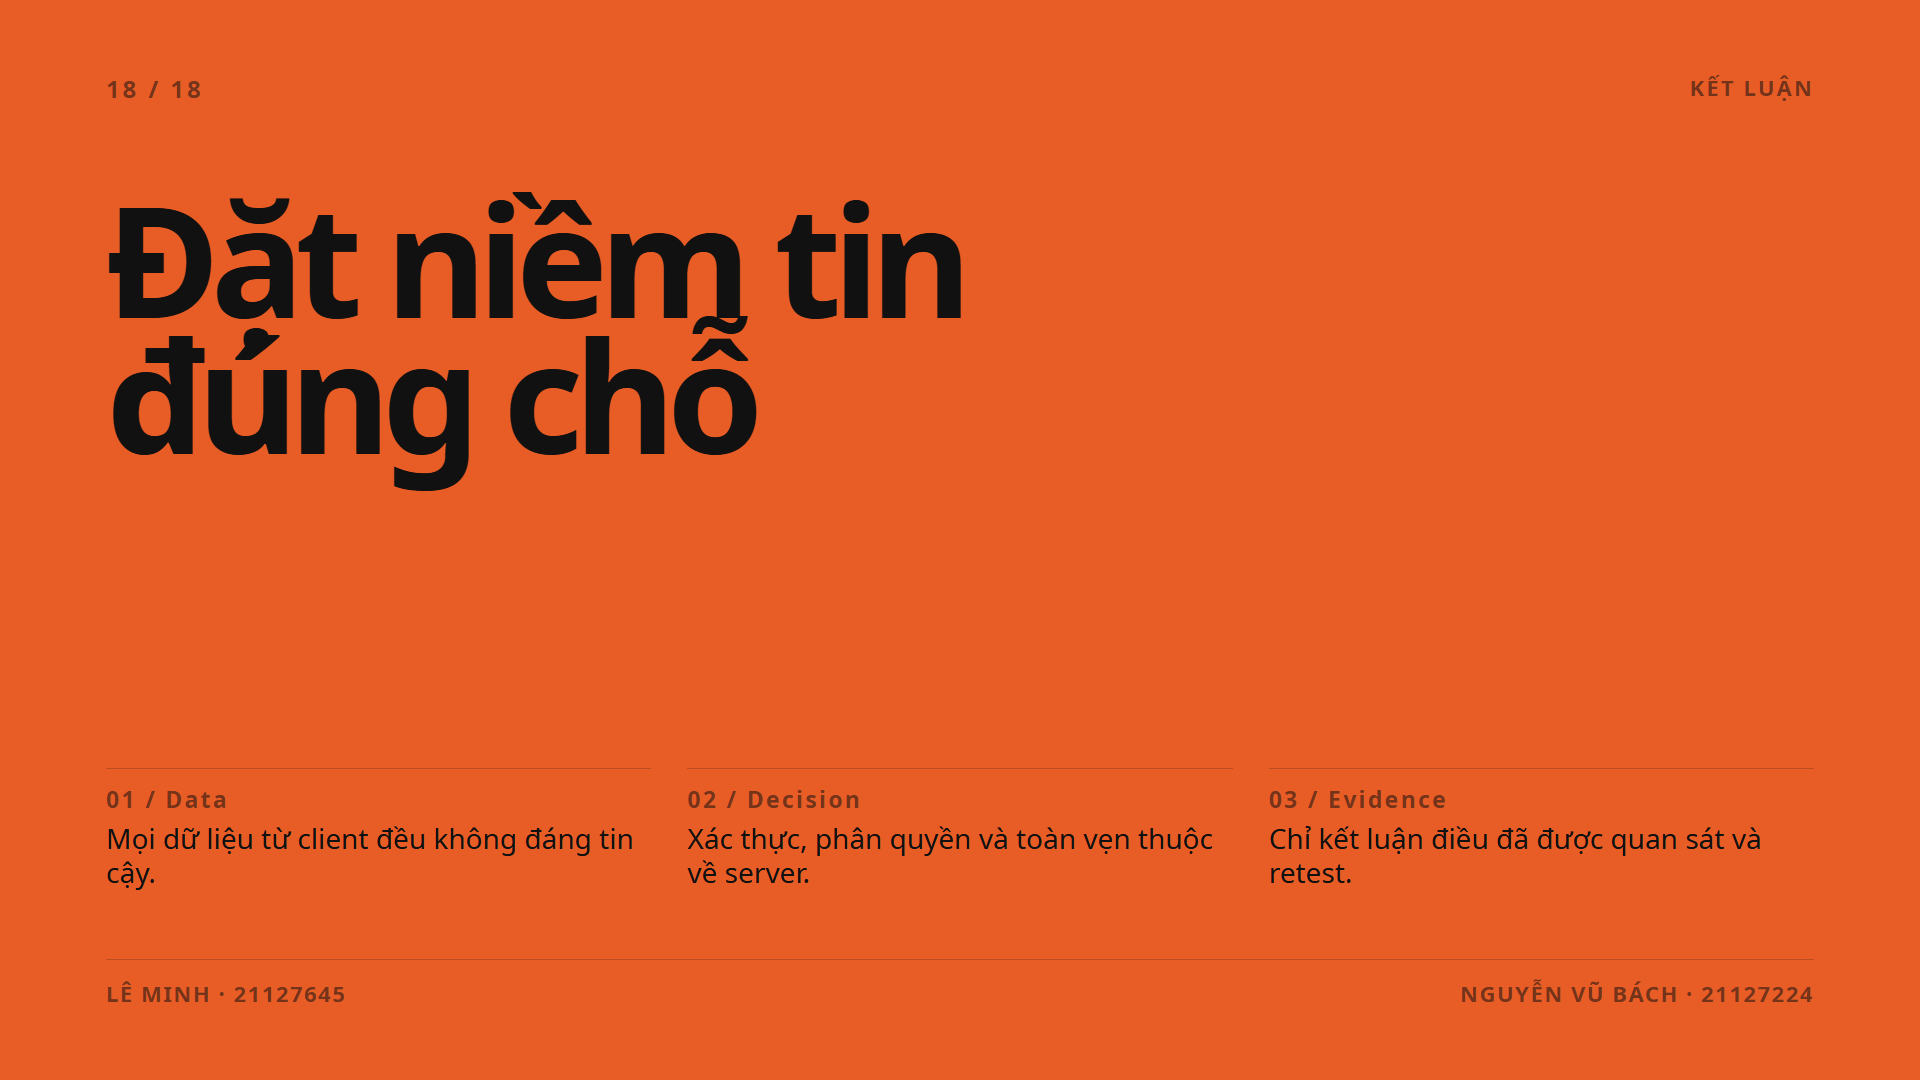 18 / 18
KẾT LUẬN
Đặt niềm tin
đúng chỗ
01 / Data
Mọi dữ liệu từ client đều không đáng tin
cậy.
02 / Decision
Xác thực, phân quyền và toàn vẹn thuộc
về server.
03 / Evidence
Chỉ kết luận điều đã được quan sát và
retest.
LÊ MINH · 21127645
NGUYỄN VŨ BÁCH · 21127224